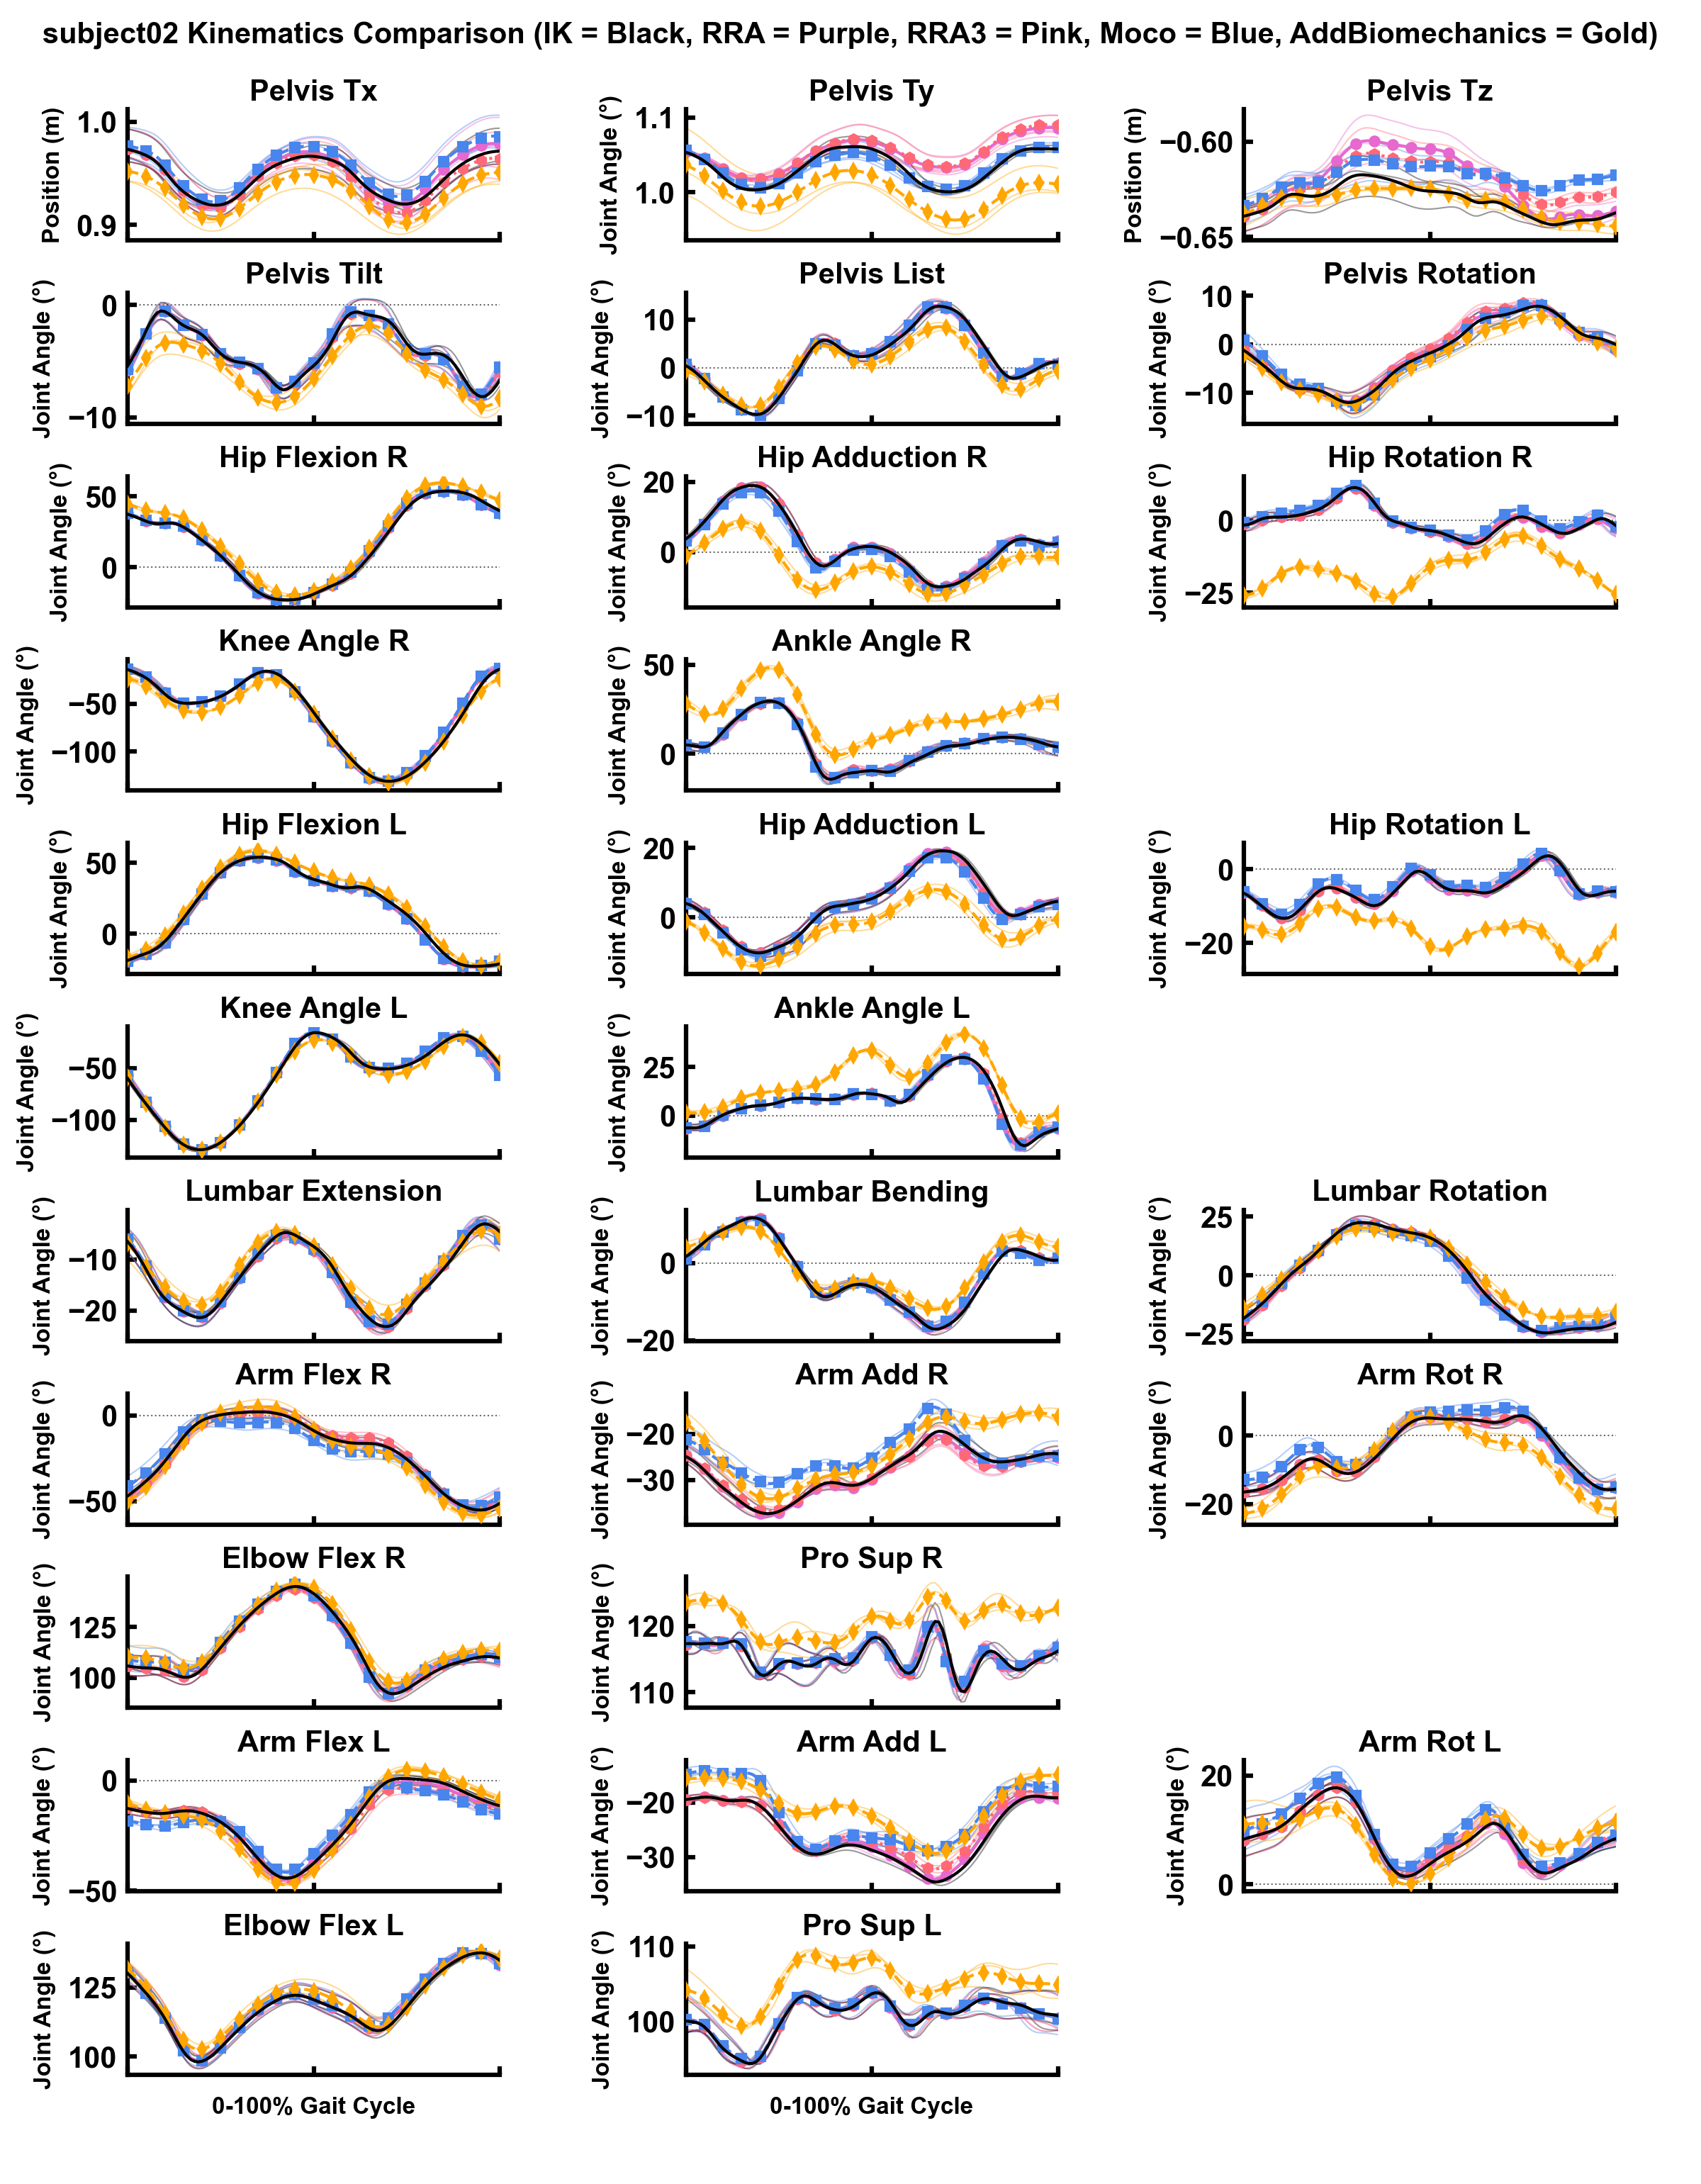 subject02 Kinematics Comparison (IK = Black, RRA = Purple, RRA3 = Pink, Moco = Blue, AddBiomechanics = Gold)
Pelvis Tx
Position (m)
1.0
0.9
Pelvis Ty
Joint Angle (°)
1.1
1.0
Pelvis Tz
Position (m)
−0.60
−0.65
Pelvis Tilt
Joint Angle (°)
0
−10
Pelvis List
Joint Angle (°)
10
0
−10
Pelvis Rotation
Joint Angle (°)
10
0
−10
Hip Flexion R
Joint Angle (°)
50
0
Hip Adduction R
Joint Angle (°)
20
0
Hip Rotation R
Joint Angle (°)
0
−25
Knee Angle R
Joint Angle (°)
−50
−100
Ankle Angle R
Joint Angle (°)
50
0
Hip Flexion L
Joint Angle (°)
50
0
Hip Adduction L
Joint Angle (°)
20
0
Hip Rotation L
Joint Angle (°)
0
−20
Knee Angle L
Joint Angle (°)
−50
−100
Ankle Angle L
Joint Angle (°)
25
0
Lumbar Extension
Joint Angle (°)
−10
−20
Lumbar Bending
Joint Angle (°)
0
−20
Lumbar Rotation
Joint Angle (°)
25
0
−25
Arm Flex R
Joint Angle (°)
0
−50
Arm Add R
Joint Angle (°)
−20
−30
Arm Rot R
Joint Angle (°)
0
−20
Elbow Flex R
Joint Angle (°)
125
100
Pro Sup R
Joint Angle (°)
120
110
Arm Flex L
Joint Angle (°)
0
−50
Arm Add L
Joint Angle (°)
−20
−30
Arm Rot L
Joint Angle (°)
20
0
Elbow Flex L
Joint Angle (°)
125
100
0-100% Gait Cycle
Pro Sup L
Joint Angle (°)
110
100
0-100% Gait Cycle